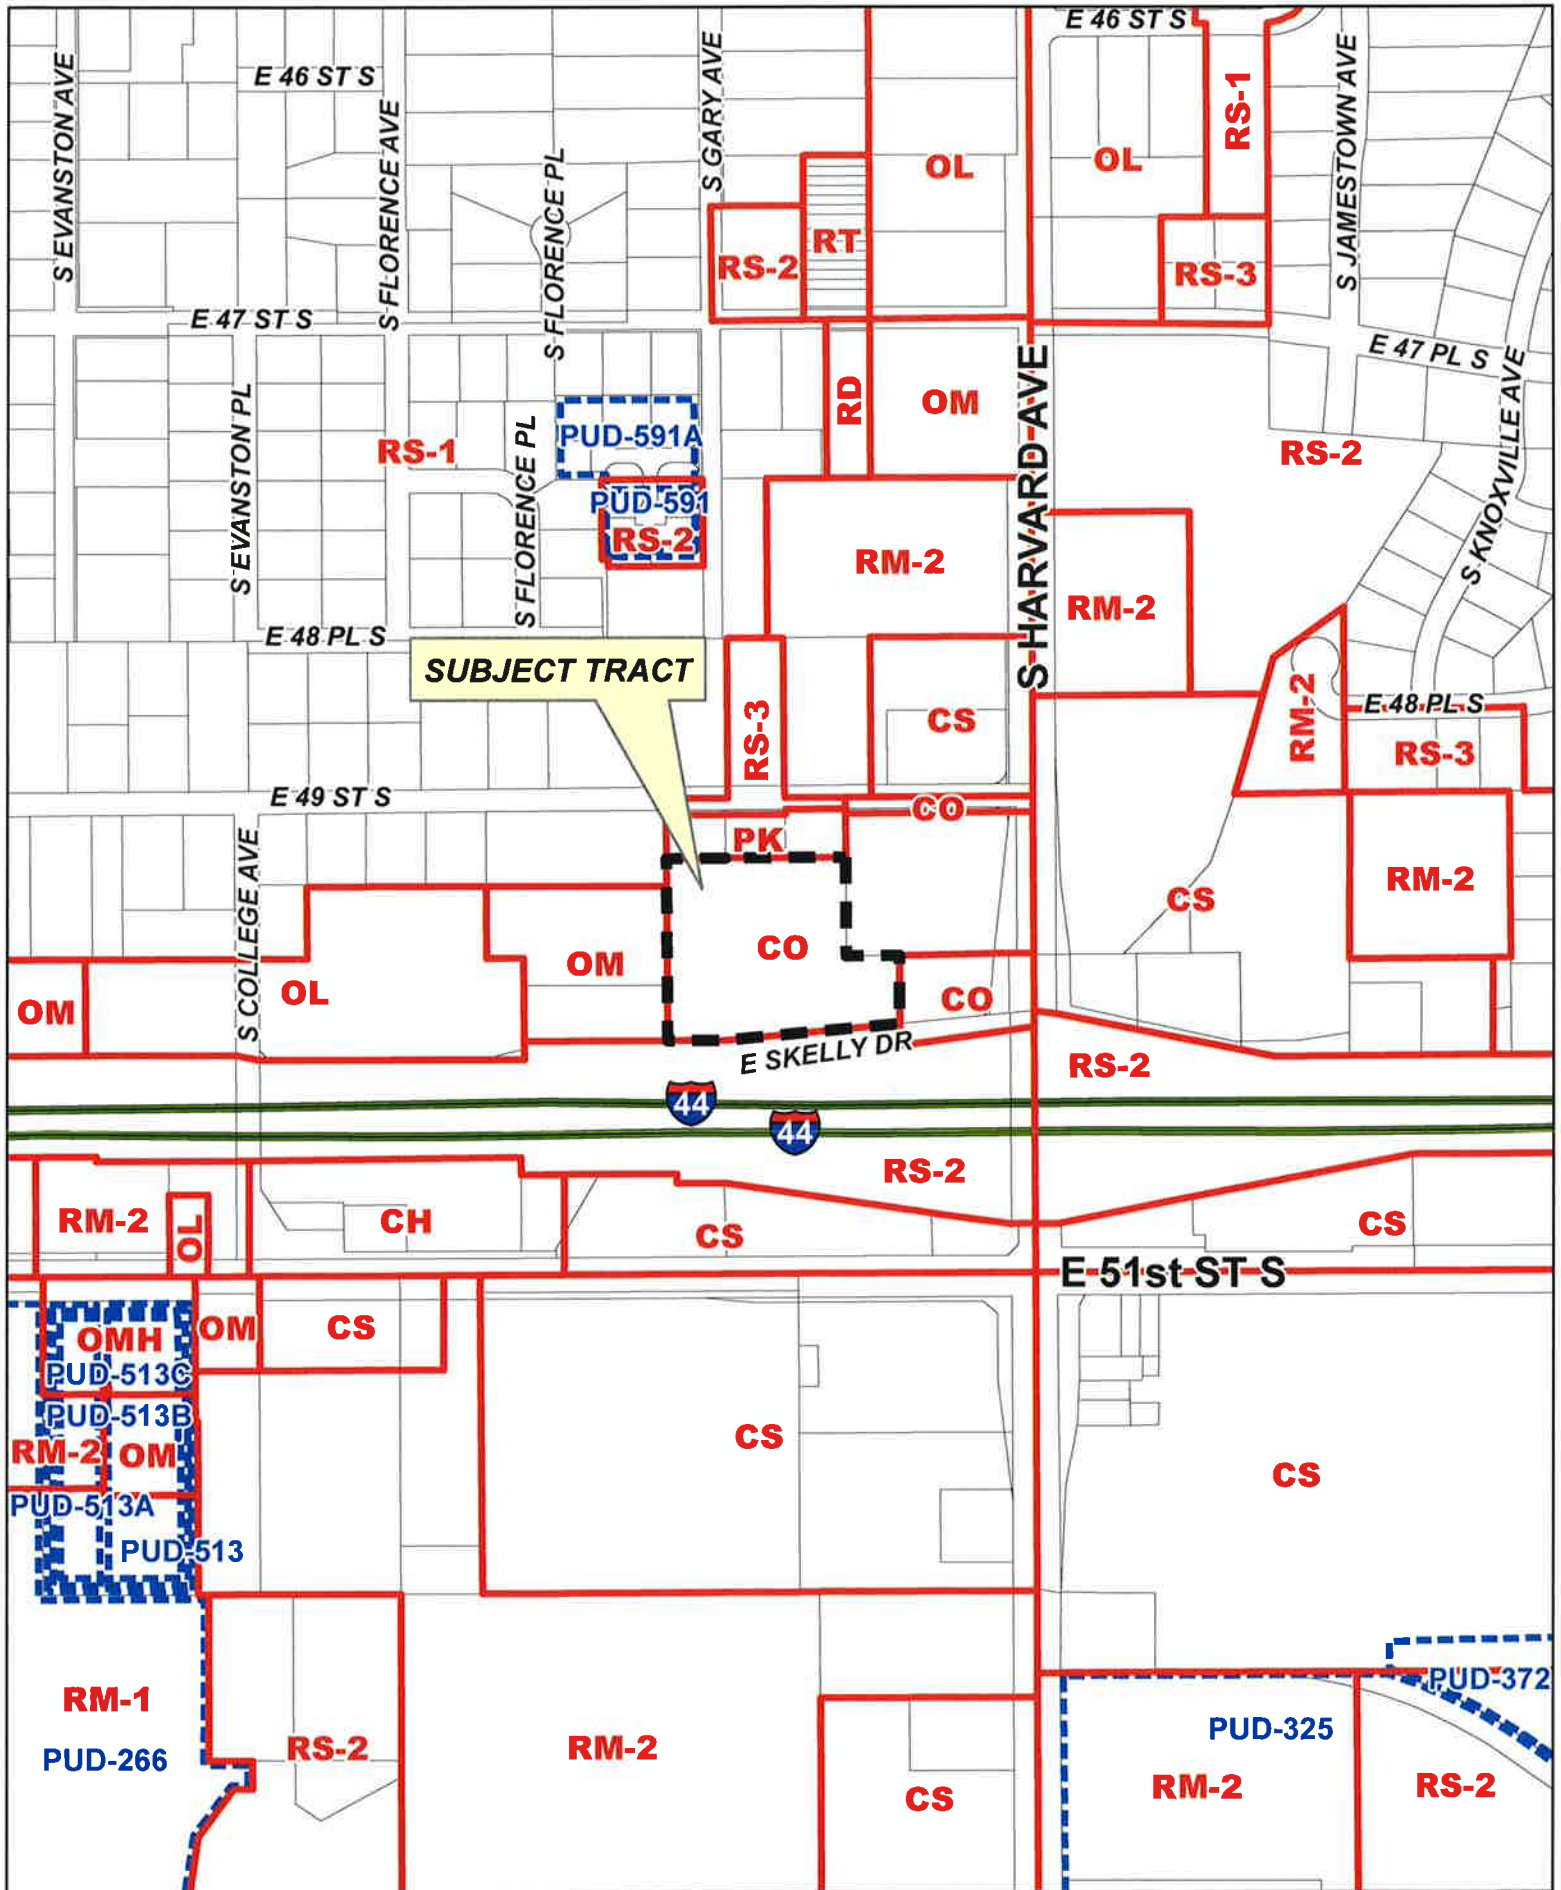 E 46 ST S
E 46 ST S
S EVANSTON AVE
S FLORENCE AVE
S FLORENCE PL
S GARY AVE
OL
OL
RS-1
S JAMESTOWN AVE
RS-2
RT
RS-3
E 47 ST S
E 47 PL S
S EVANSTON PL
RS-1
S FLORENCE PL
PUD-591A
PUD-591
RS-2
RD
OM
S HARVARD AVE
RS-2
S KNOXVILLE AVE
RM-2
RM-2
E 48 PL S
SUBJECT TRACT
RS-3
CS
RM-2
E 48 PL S
RS-3
E 49 ST S
CO
PK
S COLLEGE AVE
CS
RM-2
OM
OL
OM
CO
CO
E SKELLY DR
RS-2
44
44
RS-2
RM-2
OL
CH
CS
CS
E 51st ST S
OMH
PUD-513C
OM
CS
PUD-513B
RM-2
OM
PUD-513A
PUD-513
CS
CS
RM-1
PUD-266
RS-2
RM-2
CS
PUD-372
PUD-325
RM-2
RS-2